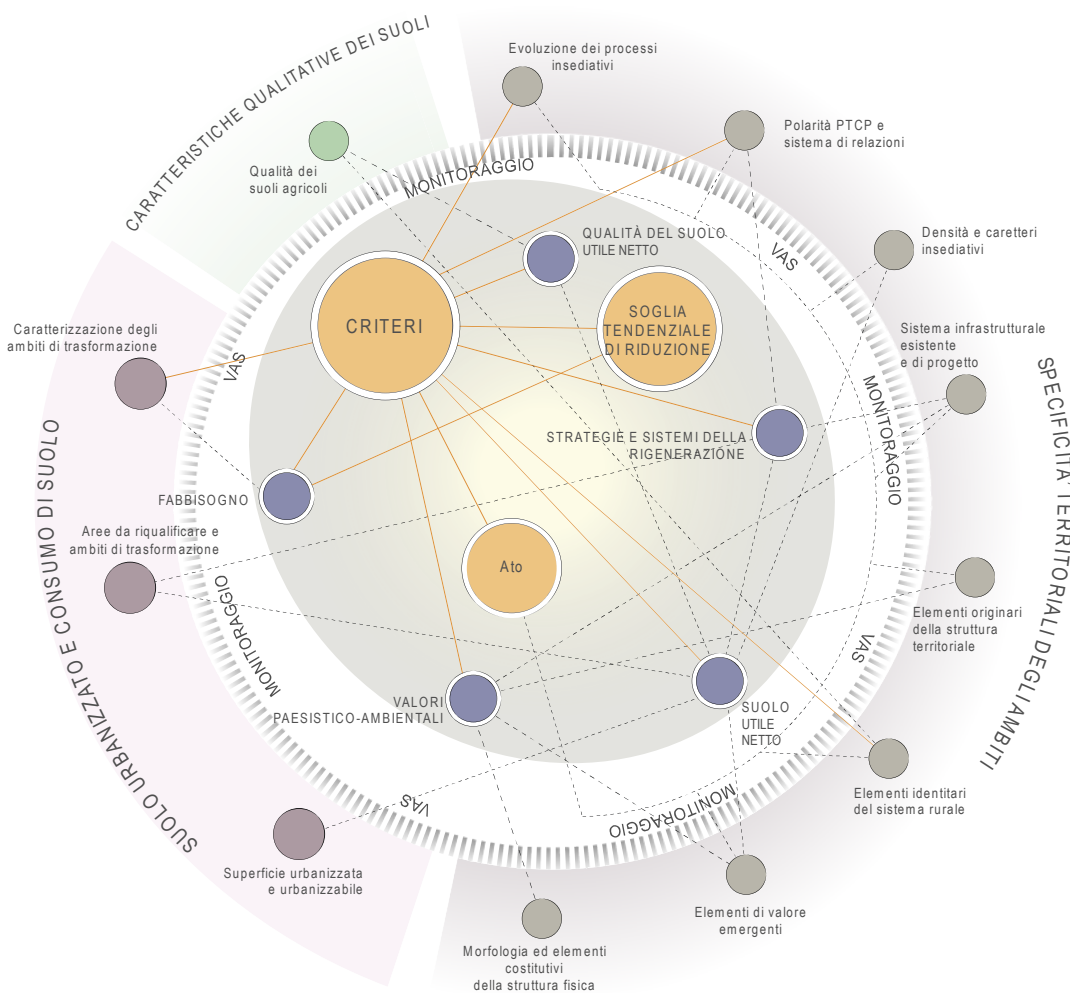 CARATTERISTICHE QUALITATIVE DEI SUOLI
Evoluzione dei processi
insediativi
Polarità PTCP e
sistema di relazioni
Qualità dei
suoli agricoli
MONITORAGGIO
QUALITÀ DEL SUOLO
UTILE NETTO
VAS
Densità e caretteri
insediativi
CRITERI
SOGLIA
TENDENZIALE
DI RIDUZIONE
Caratterizzazione degli
ambiti di trasformazione
VAS
Sistema infrastrutturale
esistente
e di progetto
MONITORAGGIO
SPECIFICITA' TERRITORIALI DEGLI AMBITI
STRATEGIE E SISTEMI DELLA
RIGENERAZIONE
FABBISOGNO
Aree da riqualificare e
ambiti di trasformazione
Ato
SUOLO URBANIZZATO E CONSUMO DI SUOLO
MONITORAGGIO
Elementi originari
della struttura
territoriale
VAS
VALORI
PAESISTICO-AMBIENTALI
SUOLO
UTILE
NETTO
Elementi identitari
del sistema rurale
VAS
MONITORAGGIO
Superficie urbanizzata
e urbanizzabile
Elementi di valore
emergenti
Morfologia ed elementi
costitutivi
della struttura fisica